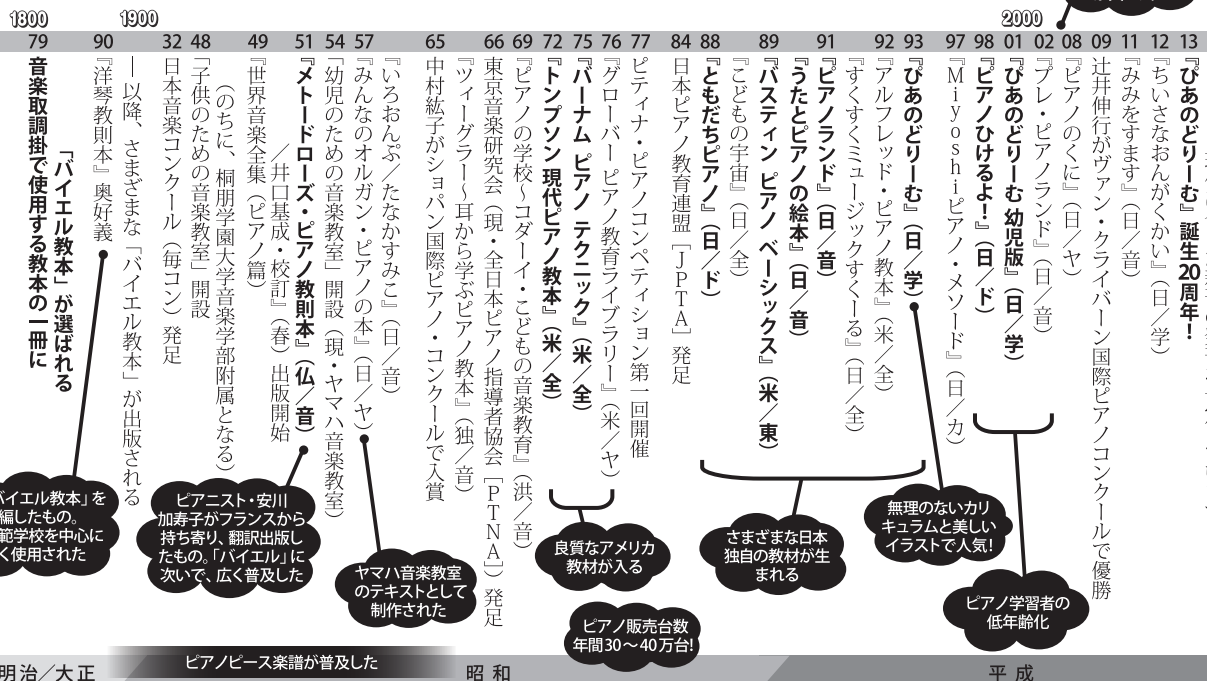 1800
1900
2000
79
90
32
48
49
51
54
57
65
66
69
72
75
76
77
84
88
89
91
92
93
97
98
01
02
08
09
11
12
13
『ぴあのどりーむ』誕生20周年！
『ちいさなおんがくかい』（日／学）
『みみをすます』（日／音）
辻井伸行がヴァン・クライバーン国際ピアノコンクールで優勝
『ピアノのくに』（日／ヤ）
『プレ・ピアノランド』（日／音）
『ぴあのどりーむ 幼児版』（日／学）
『ピアノひけるよ！』（日／ド）
『Miyoshiピアノ・メソード』（日／カ）
『ぴあのどりーむ』（日／学）
『アルフレッド・ピアノ教本』（米／全）
『すくすくミュージックすくーる』（日／全）
『ピアノランド』（日／音）
『うたとピアノの絵本』（日／音）
『バスティン ピアノ ベーシックス』（米／東）
『こどもの宇宙』（日／全）
『ともだちピアノ』（日／ド）
日本ピアノ教育連盟［JPTA］発足
ピティナ・ピアノコンペティション第一回開催
『グローバー ピアノ教育ライブラリー』（米／ヤ）
『バーナム ピアノ テクニック』（米／全）
『トンプソン 現代ピアノ教本』（米／全）
『ピアノの学校〜コダーイ・こどもの音楽教育』（洪／音）
東京音楽研究会（現・全日本ピアノ指導者協会［PTNA］）発足
『ツィーグラー〜耳から学ぶピアノ教本』（独／音）
中村紘子がショパン国際ピアノ・コンクールで入賞
『いろおんぷ／たなかすみこ』（日／音）
『みんなのオルガン・ピアノの本』（日／ヤ）
「幼児のための音楽教室」開設（現・ヤマハ音楽教室）
『メトードローズ・ピアノ教則本』（仏／音）
／井口基成・校訂』（春）出版開始
『世界音楽全集（ピアノ篇）
（のちに、桐朋学園大学音楽学部附属となる）
「子供のための音楽教室」開設
日本音楽コンクール（毎コン）発足
― 以降、さまざまな「バイエル教本」が出版される
『洋琴教則本』奥好義
「バイエル教本」が選ばれる
音楽取調掛で使用する教本の一冊に
バイエル教本」を
編したもの。
範学校を中心に
く使用された
ピアニスト・安川
加寿子がフランスから
持ち寄り、翻訳出版し
たもの。「バイエル」に
次いで、広く普及した
ヤマハ音楽教室
のテキストとして
制作された
良質なアメリカ
教材が入る
ピアノ販売台数
年間30〜40万台!
さまざまな日本
独自の教材が生
まれる
無理のないカリ
キュラムと美しい
イラストで人気!
ピアノ学習者の
低年齢化
明治／大正
ピアノピース楽譜が普及した
昭和
平成